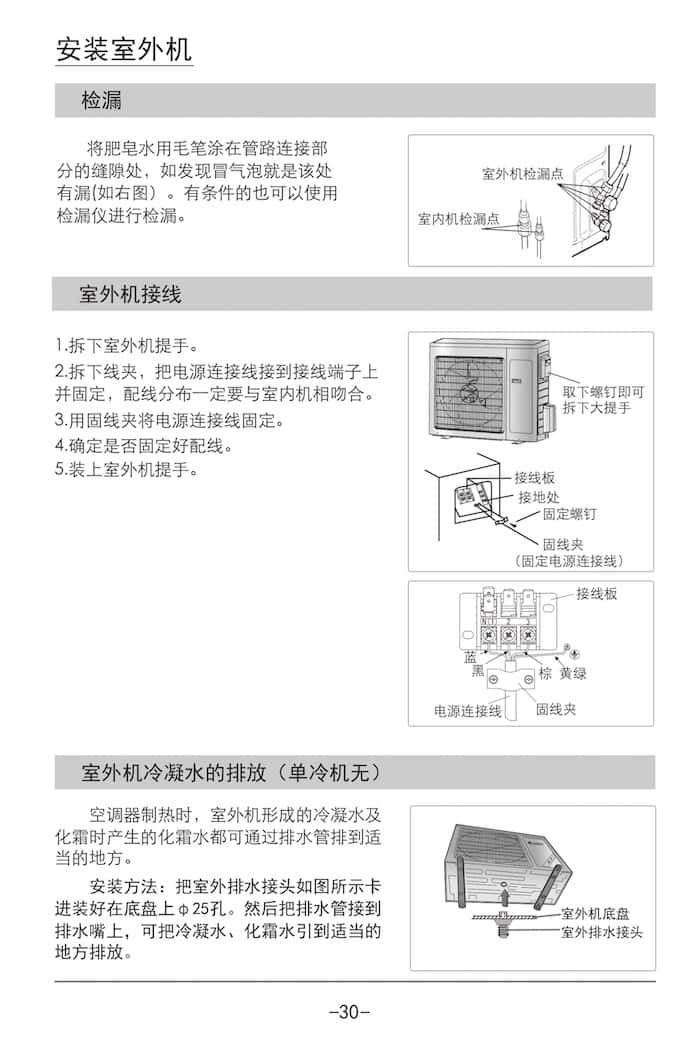 安装室外机
检漏
将肥皂水用毛笔涂在管路连接部
分的缝隙处，如发现冒气泡就是该处
有漏(如右图）。有条件的也可以使用
检漏仪进行检漏。
室外机检漏点
室内机检漏点
室外机接线
1.拆下室外机提手。
2.拆下线夹，把电源连接线接到接线端子上
并固定，配线分布一定要与室内机相吻合。
3.用固线夹将电源连接线固定。
4.确定是否固定好配线。
5.装上室外机提手。
取下螺钉即可
拆下大提手
接线板
接地处
固定螺钉
固线夹
（固定电源连接线）
接线板
N(1) 2 3
蓝
黑
棕 黄绿
电源连接线
固线夹
室外机冷凝水的排放（单冷机无）
空调器制热时，室外机形成的冷凝水及
化霜时产生的化霜水都可通过排水管排到适
当的地方。
安装方法：把室外排水接头如图所示卡
进装好在底盘上φ25孔。然后把排水管接到
排水嘴上，可把冷凝水、化霜水引到适当的
地方排放。
室外机底盘
室外排水接头
-30-